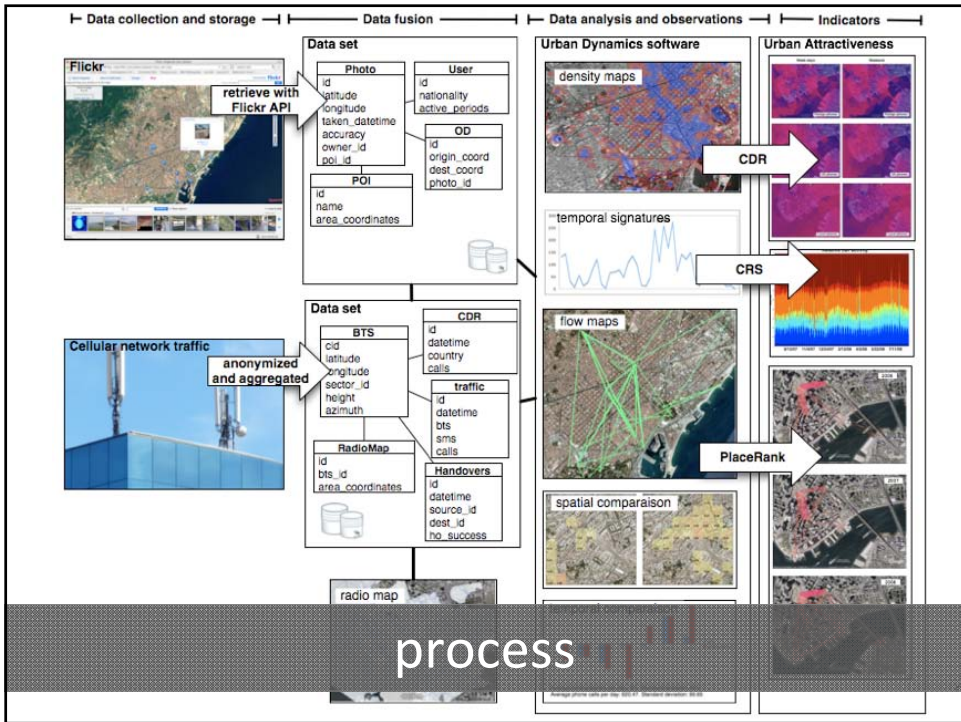 Data collection and storage
Data fusion
Data analysis and observations
Indicators
Flickr
retrieve with
Flickr API
Data set
Photo
id
latitude
longitude
taken_datetime
accuracy
owner_id
poi_id
User
id
nationality
active_periods
OD
id
origin_coord
dest_coord
photo_id
POI
id
name
area_coordinates
Cellular network traffic
anonymized
and aggregated
Data set
BTS
cid
latitude
longitude
sector_id
height
azimuth
CDR
id
datetime
country
calls
traffic
id
datetime
bts
sms
calls
RadioMap
id
bts_id
area_coordinates
Handovers
id
datetime
source_id
dest_id
ho_success
radio map
Urban Dynamics software
density maps
temporal signatures
flow maps
spatial comparaison
temporal comparaison
Urban Attractiveness
CDR
CRS
PlaceRank
2007
process